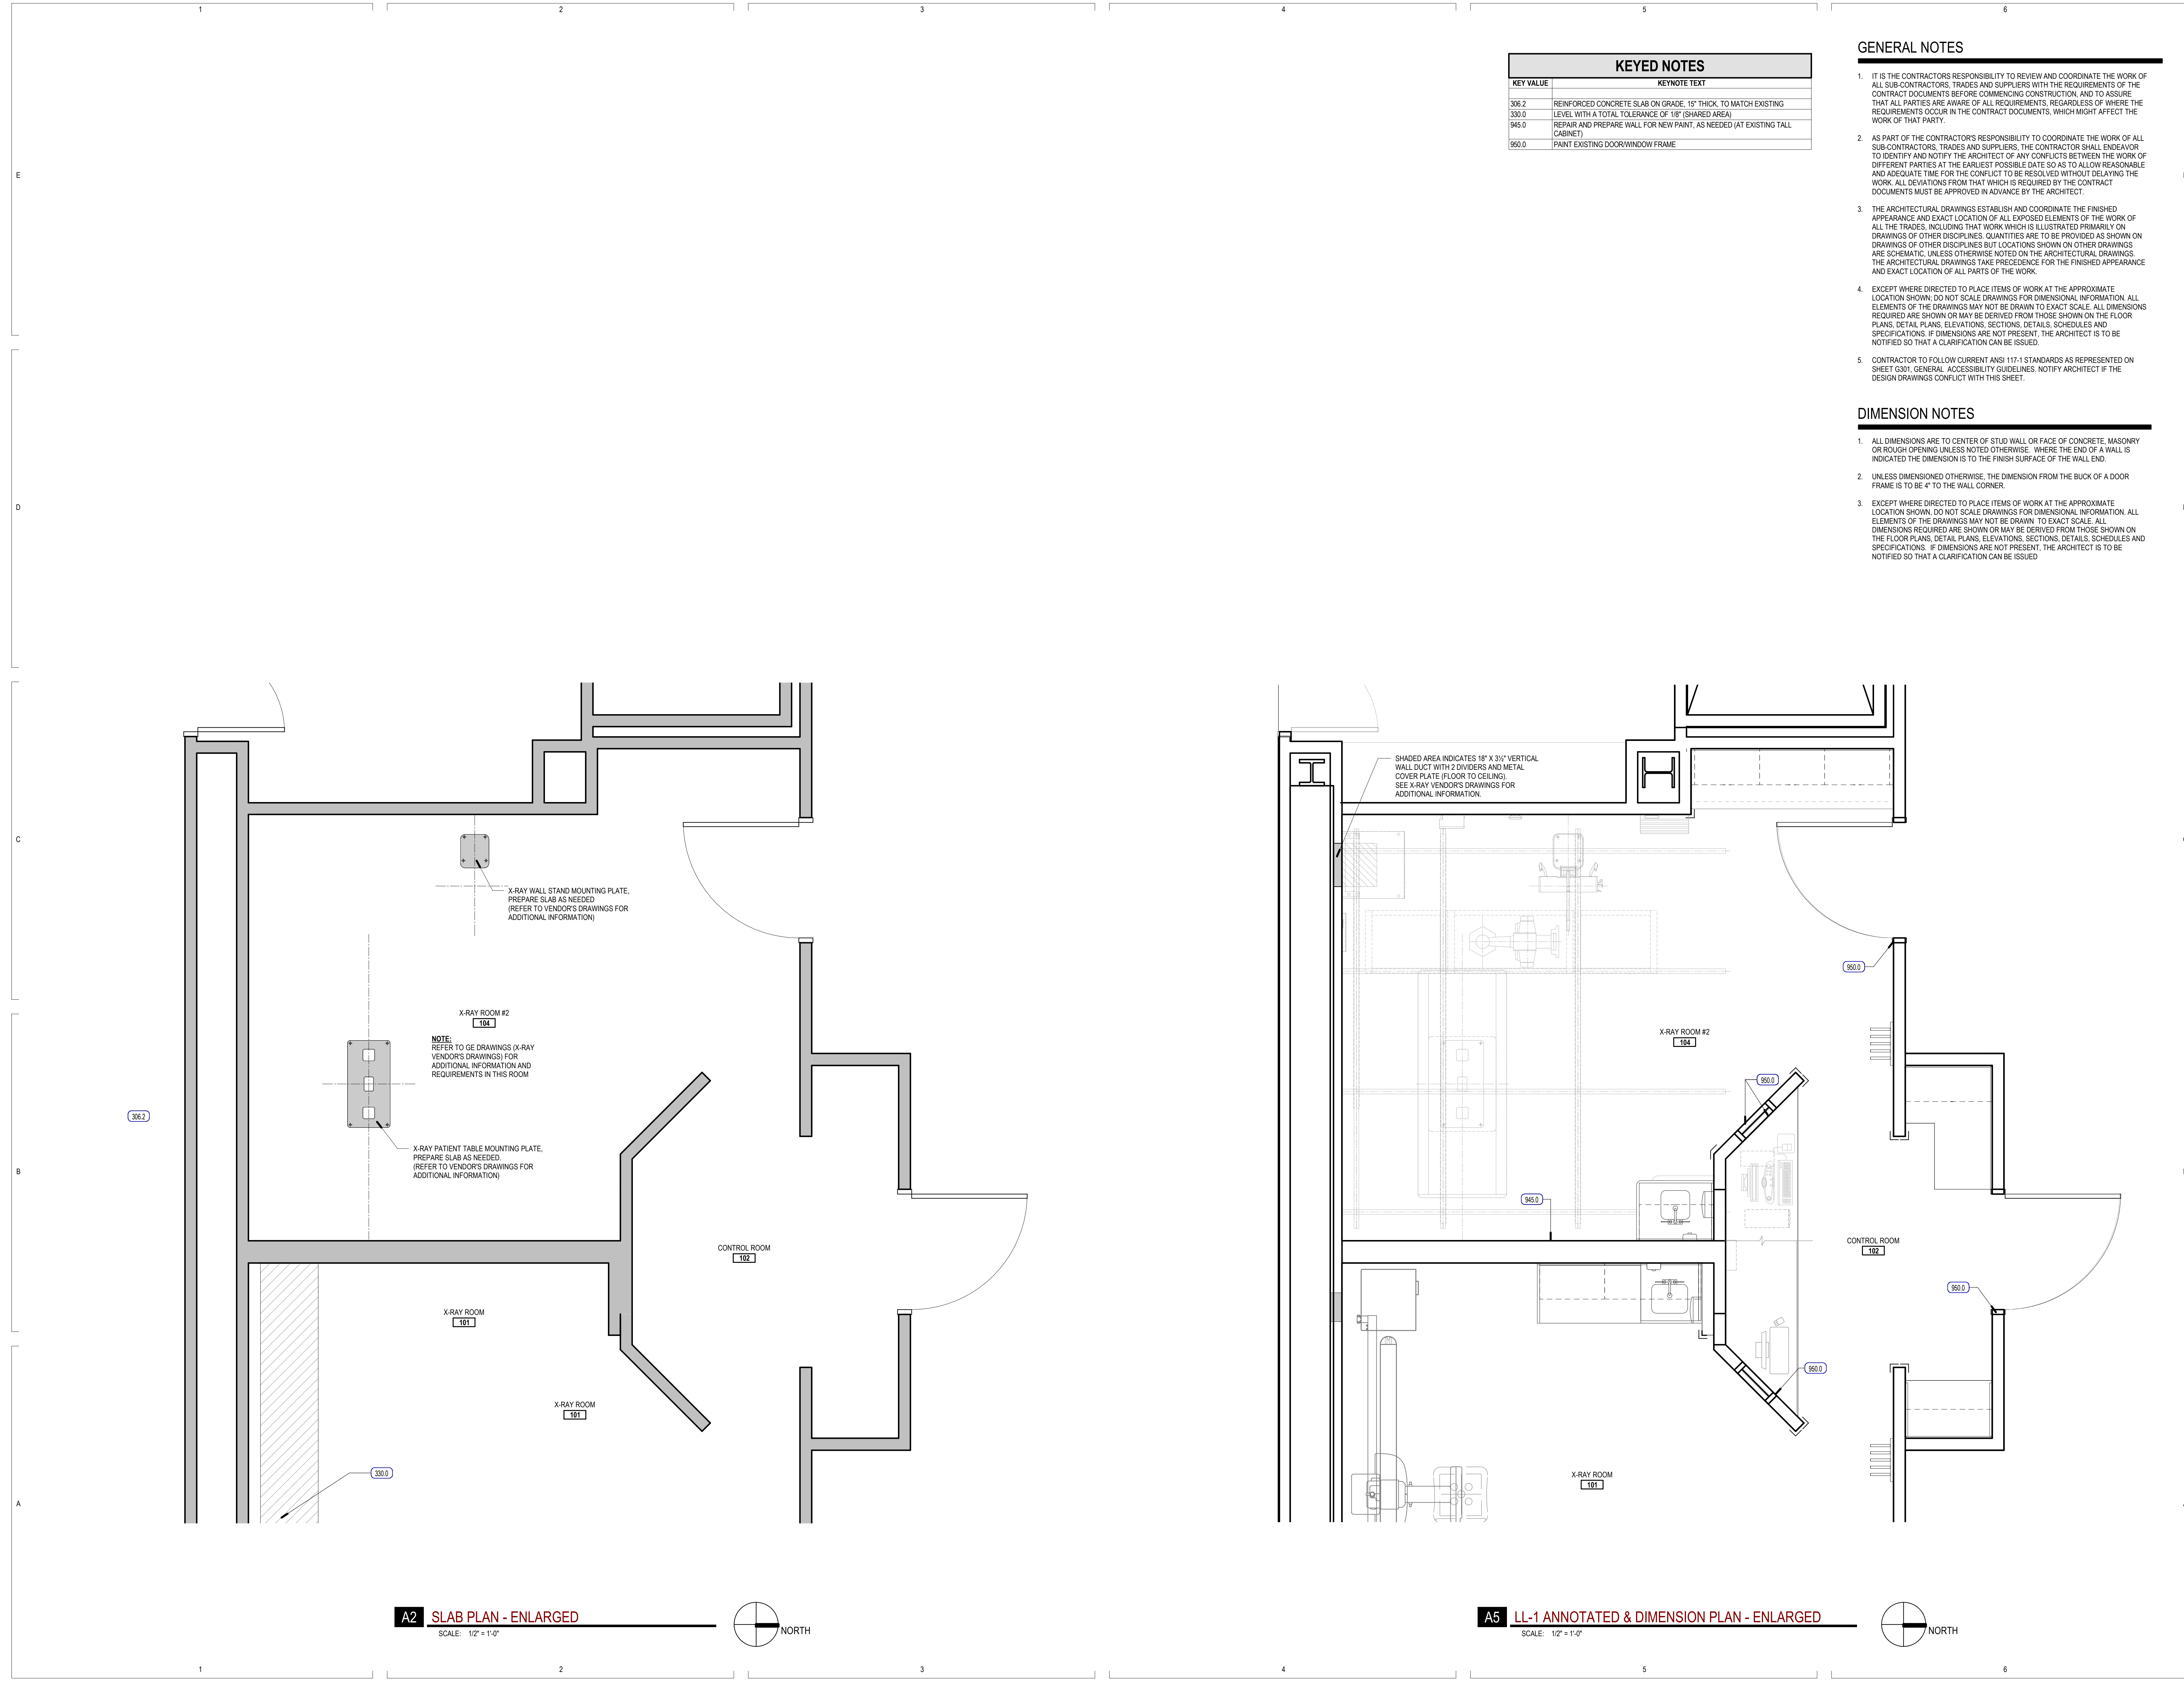 1 2 3 4 5 6
KEYED NOTES
KEY VALUE KEYNOTE TEXT
306.2 REINFORCED CONCRETE SLAB ON GRADE, 15" THICK, TO MATCH EXISTING
330.0 LEVEL WITH A TOTAL TOLERANCE OF 1/8" (SHARED AREA)
945.0 REPAIR AND PREPARE WALL FOR NEW PAINT, AS NEEDED (AT EXISTING TALL
CABINET)
950.0 PAINT EXISTING DOOR/WINDOW FRAME
GENERAL NOTES
1. IT IS THE CONTRACTORS RESPONSIBILITY TO REVIEW AND COORDINATE THE WORK OF
ALL SUB-CONTRACTORS, TRADES AND SUPPLIERS WITH THE REQUIREMENTS OF THE
CONTRACT DOCUMENTS BEFORE COMMENCING CONSTRUCTION, AND TO ASSURE
THAT ALL PARTIES ARE AWARE OF ALL REQUIREMENTS, REGARDLESS OF WHERE THE
REQUIREMENTS OCCUR IN THE CONTRACT DOCUMENTS, WHICH MIGHT AFFECT THE
WORK OF THAT PARTY.
2. AS PART OF THE CONTRACTOR'S RESPONSIBILITY TO COORDINATE THE WORK OF ALL
SUB-CONTRACTORS, TRADES AND SUPPLIERS, THE CONTRACTOR SHALL ENDEAVOR
TO IDENTIFY AND NOTIFY THE ARCHITECT OF ANY CONFLICTS BETWEEN THE WORK OF
DIFFERENT PARTIES AT THE EARLIEST POSSIBLE DATE SO AS TO ALLOW REASONABLE
AND ADEQUATE TIME FOR THE CONFLICT TO BE RESOLVED WITHOUT DELAYING THE
WORK. ALL DEVIATIONS FROM THAT WHICH IS REQUIRED BY THE CONTRACT
DOCUMENTS MUST BE APPROVED IN ADVANCE BY THE ARCHITECT.
3. THE ARCHITECTURAL DRAWINGS ESTABLISH AND COORDINATE THE FINISHED
APPEARANCE AND EXACT LOCATION OF ALL EXPOSED ELEMENTS OF THE WORK OF
ALL THE TRADES, INCLUDING THAT WORK WHICH IS ILLUSTRATED PRIMARILY ON
DRAWINGS OF OTHER DISCIPLINES. QUANTITIES ARE TO BE PROVIDED AS SHOWN ON
DRAWINGS OF OTHER DISCIPLINES BUT LOCATIONS SHOWN ON OTHER DRAWINGS
ARE SCHEMATIC, UNLESS OTHERWISE NOTED ON THE ARCHITECTURAL DRAWINGS.
THE ARCHITECTURAL DRAWINGS TAKE PRECEDENCE FOR THE FINISHED APPEARANCE
AND EXACT LOCATION OF ALL PARTS OF THE WORK.
4. EXCEPT WHERE DIRECTED TO PLACE ITEMS OF WORK AT THE APPROXIMATE
LOCATION SHOWN; DO NOT SCALE DRAWINGS FOR DIMENSIONAL INFORMATION. ALL
ELEMENTS OF THE DRAWINGS MAY NOT BE DRAWN TO EXACT SCALE. ALL DIMENSIONS
REQUIRED ARE SHOWN OR MAY BE DERIVED FROM THOSE SHOWN ON THE FLOOR
PLANS, DETAIL PLANS, ELEVATIONS, SECTIONS, DETAILS, SCHEDULES AND
SPECIFICATIONS. IF DIMENSIONS ARE NOT PRESENT, THE ARCHITECT IS TO BE
NOTIFIED SO THAT A CLARIFICATION CAN BE ISSUED.
5. CONTRACTOR TO FOLLOW CURRENT ANSI 117-1 STANDARDS AS REPRESENTED ON
SHEET G301, GENERAL ACCESSIBILITY GUIDELINES. NOTIFY ARCHITECT IF THE
DESIGN DRAWINGS CONFLICT WITH THIS SHEET.
DIMENSION NOTES
1. ALL DIMENSIONS ARE TO CENTER OF STUD WALL OR FACE OF CONCRETE, MASONRY
OR ROUGH OPENING UNLESS NOTED OTHERWISE. WHERE THE END OF A WALL IS
INDICATED THE DIMENSION IS TO THE FINISH SURFACE OF THE WALL END.
2. UNLESS DIMENSIONED OTHERWISE, THE DIMENSION FROM THE BUCK OF A DOOR
FRAME IS TO BE 4" TO THE WALL CORNER.
3. EXCEPT WHERE DIRECTED TO PLACE ITEMS OF WORK AT THE APPROXIMATE
LOCATION SHOWN, DO NOT SCALE DRAWINGS FOR DIMENSIONAL INFORMATION. ALL
ELEMENTS OF THE DRAWINGS MAY NOT BE DRAWN TO EXACT SCALE. ALL
DIMENSIONS REQUIRED ARE SHOWN OR MAY BE DERIVED FROM THOSE SHOWN ON
THE FLOOR PLANS, DETAIL PLANS, ELEVATIONS, SECTIONS, DETAILS, SCHEDULES AND
SPECIFICATIONS. IF DIMENSIONS ARE NOT PRESENT, THE ARCHITECT IS TO BE
NOTIFIED SO THAT A CLARIFICATION CAN BE ISSUED
E
D
C
B
A
X-RAY WALL STAND MOUNTING PLATE,
PREPARE SLAB AS NEEDED
(REFER TO VENDOR'S DRAWINGS FOR
ADDITIONAL INFORMATION)
X-RAY ROOM #2
104
NOTE:
REFER TO GE DRAWINGS (X-RAY
VENDOR'S DRAWINGS) FOR
ADDITIONAL INFORMATION AND
REQUIREMENTS IN THIS ROOM
306.2
X-RAY PATIENT TABLE MOUNTING PLATE,
PREPARE SLAB AS NEEDED.
(REFER TO VENDOR'S DRAWINGS FOR
ADDITIONAL INFORMATION)
CONTROL ROOM
102
X-RAY ROOM
101
X-RAY ROOM
101
330.0
A2 SLAB PLAN - ENLARGED
SCALE: 1/2" = 1'-0"
NORTH
SHADED AREA INDICATES 18" X 3½" VERTICAL
WALL DUCT WITH 2 DIVIDERS AND METAL
COVER PLATE (FLOOR TO CEILING).
SEE X-RAY VENDOR'S DRAWINGS FOR
ADDITIONAL INFORMATION.
950.0
X-RAY ROOM #2
104
950.0
945.0
CONTROL ROOM
102
950.0
950.0
X-RAY ROOM
101
A5 LL-1 ANNOTATED & DIMENSION PLAN - ENLARGED
SCALE: 1/2" = 1'-0"
NORTH
1 2 3 4 5 6